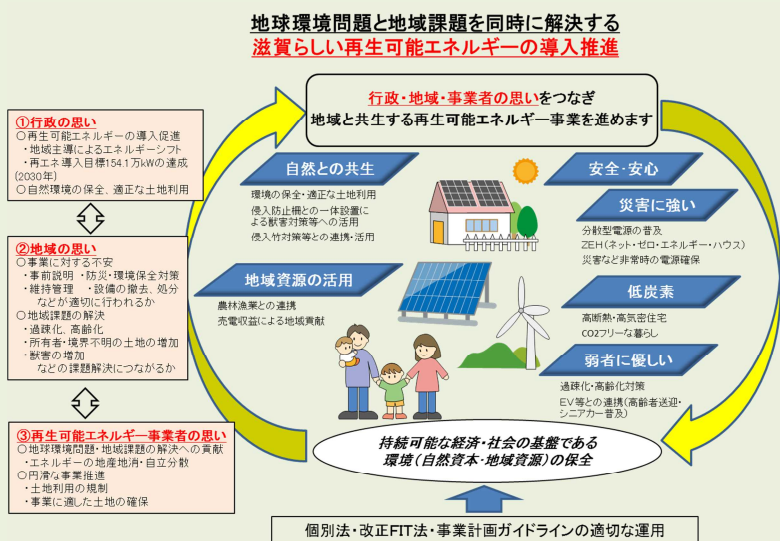 地球環境問題と地域課題を同時に解決する
滋賀らしい再生可能エネルギーの導入推進
行政・地域・事業者の思いをつなぎ
地域と共生する再生可能エネルギー事業を進めます
①行政の思い
○再生可能エネルギーの導入促進
・地域主導によるエネルギーシフト
・再エネ導入目標154.1万kWの達成
(2030年)
○自然環境の保全、適正な土地利用
②地域の思い
○事業に対する不安
・事前説明 ・防災・環境保全対策
・維持管理 ・設備の撤去、処分
などが適切に行われるか
○地域課題の解決
・過疎化、高齢化
・所有者・境界不明の土地の増加
・獣害の増加
などの課題解決につながるか
③再生可能エネルギー事業者の思い
○地球環境問題・地域課題の解決への貢献
・エネルギーの地産地消・自立分散
○円滑な事業推進
・土地利用の規制
・事業に適した土地の確保
自然との共生
環境の保全・適正な土地利用
侵入防止柵との一体設置に
よる獣害対策等への活用
侵入竹対策等との連携・活用
地域資源の活用
農林漁業との連携
売電収益による地域貢献
安全・安心
災害に強い
分散型電源の普及
ZEH(ネット・ゼロ・エネルギー・ハウス)
災害など非常時の電源確保
低炭素
高断熱・高気密住宅
CO2フリーな暮らし
弱者に優しい
過疎化・高齢化対策
EV等との連携(高齢者送迎・
シニアカー普及)
持続可能な経済・社会の基盤である
環境(自然資本・地域資源)の保全
個別法・改正FIT法・事業計画ガイドラインの適切な運用